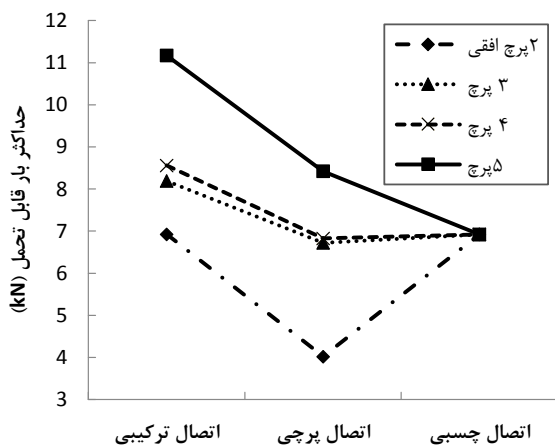 حداکثر بار قابل تحمل (kN)
12
11
10
9
8
7
6
5
4
3
۲پرچ افقی
۳ پرچ
۴ پرچ
۵پرچ
اتصال ترکیبی
اتصال پرچی
اتصال چسبی